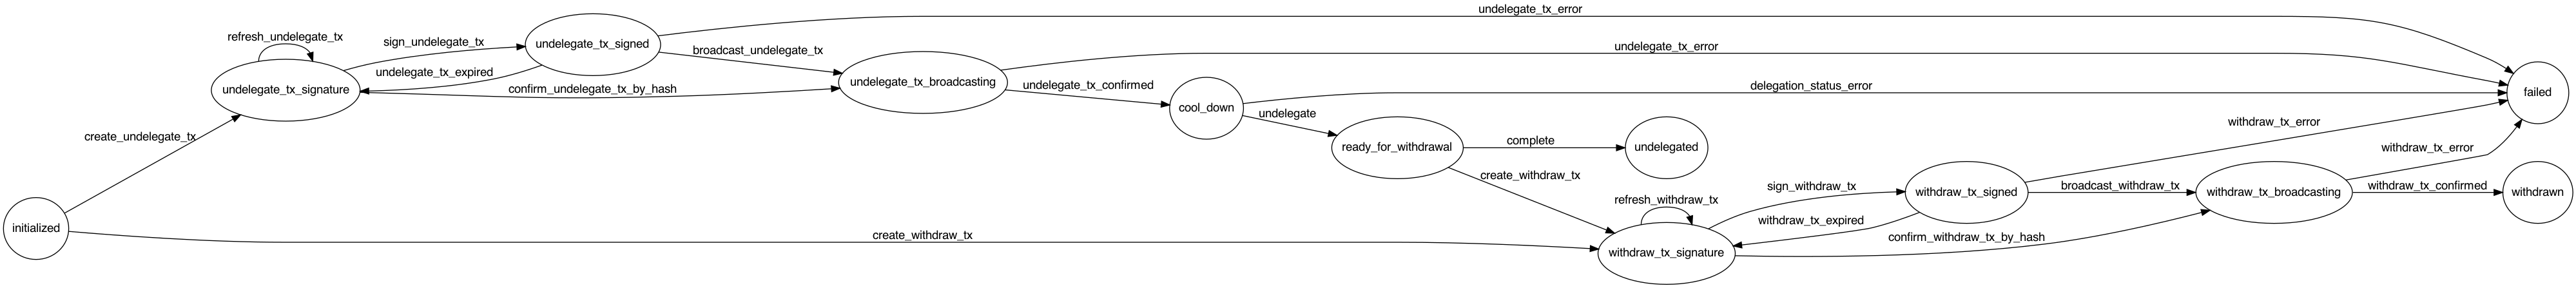 undelegate_tx_error
refresh_undelegate_tx
sign_undelegate_tx
undelegate_tx_signed
broadcast_undelegate_tx
undelegate_tx_error
undelegate_tx_expired
undelegate_tx_signature
confirm_undelegate_tx_by_hash
undelegate_tx_broadcasting
undelegate_tx_confirmed
delegation_status_error
failed
cool_down
undelegate
create_undelegate_tx
ready_for_withdrawal
complete
undelegated
withdraw_tx_error
withdraw_tx_error
create_withdraw_tx
sign_withdraw_tx
withdraw_tx_signed
broadcast_withdraw_tx
withdraw_tx_broadcasting
withdraw_tx_confirmed
withdrawn
refresh_withdraw_tx
withdraw_tx_expired
initialized
create_withdraw_tx
confirm_withdraw_tx_by_hash
withdraw_tx_signature